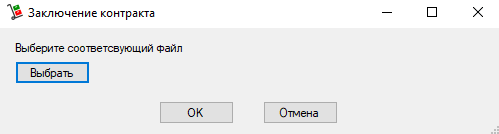 Заключение контракта
Выберите соответсвующий файл
Выбрать
OK
Отмена